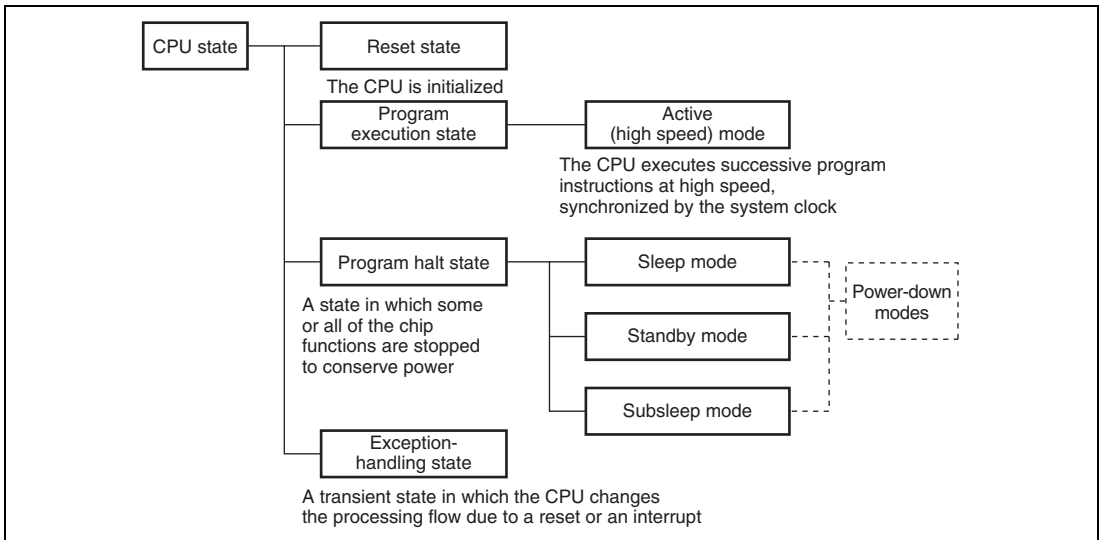 CPU state
Reset state
The CPU is initialized
Program
execution state
Active
(high speed) mode
The CPU executes successive program
instructions at high speed,
synchronized by the system clock
Program halt state
A state in which some
or all of the chip
functions are stopped
to conserve power
Sleep mode
Standby mode
Subsleep mode
Power-down
modes
Exception-
handling state
A transient state in which the CPU changes
the processing flow due to a reset or an interrupt